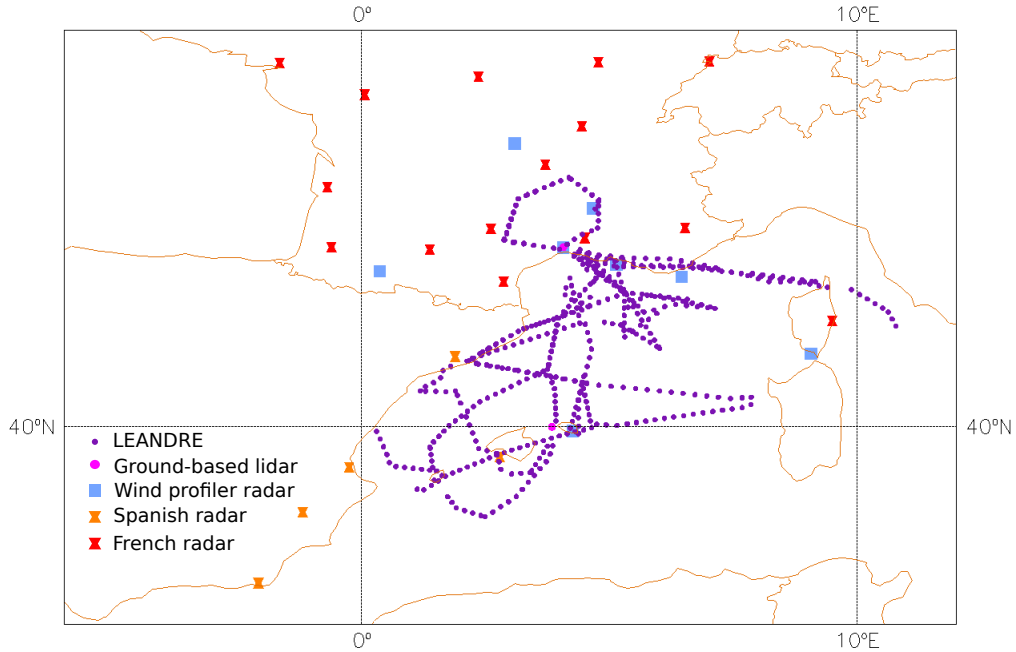 0° 10°E
40°N 40°N
LEANDRE
Ground-based lidar
Wind profiler radar
Spanish radar
French radar
0° 10°E